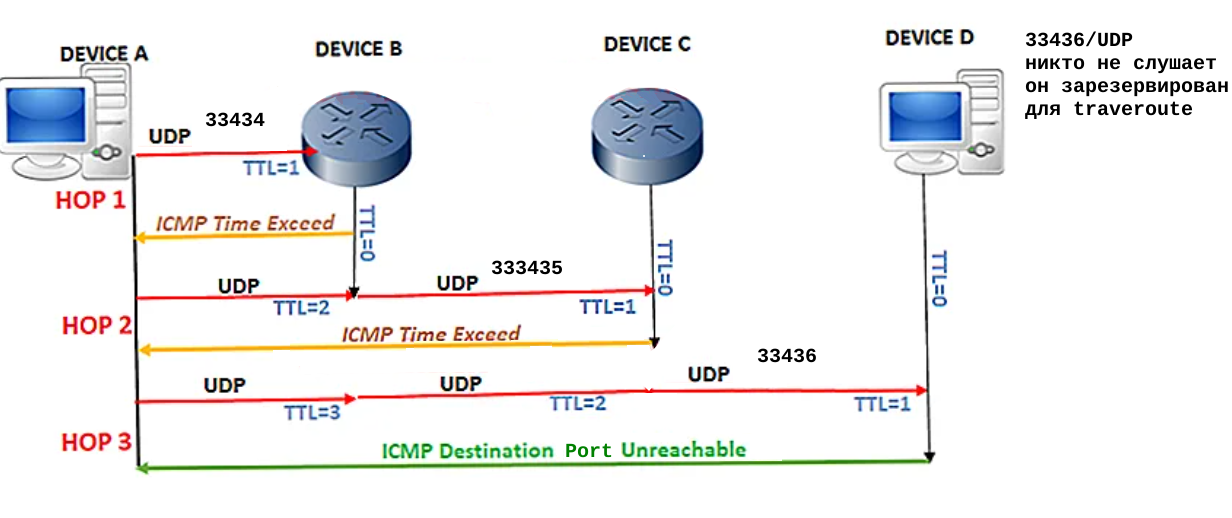 DEVICE A
DEVICE B
DEVICE C
DEVICE D
33436/UDP
никто не слушает
он зарезервирован
для traveroute
UDP
33434
TTL=1
HOP 1
ICMP Time Exceed
TTL=0
UDP
TTL=2
UDP
333435
TTL=1
TTL=0
HOP 2
ICMP Time Exceed
TTL=0
UDP
TTL=3
UDP
TTL=2
UDP
33436
TTL=1
HOP 3
ICMP Destination Port Unreachable